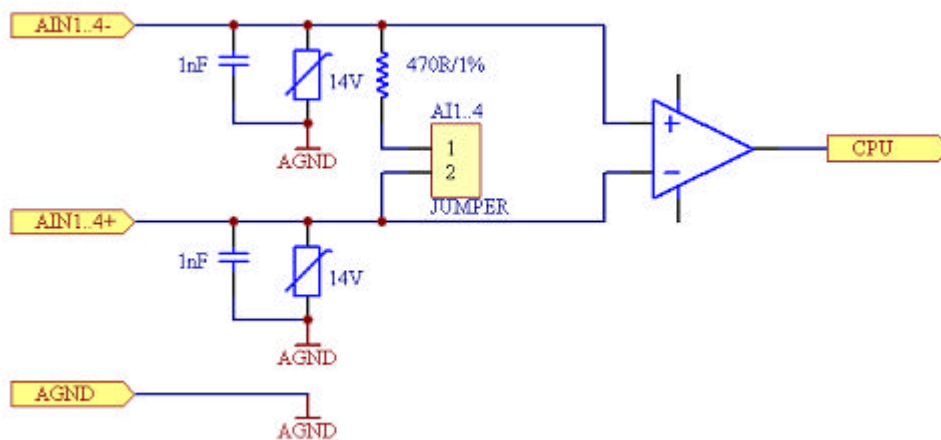 AIN1..4-
1nF
14V
470R/1%
AI1..4
1
2
JUMPER
AGND
+
−
CPU
AIN1..4+
1nF
14V
AGND
AGND
AGND